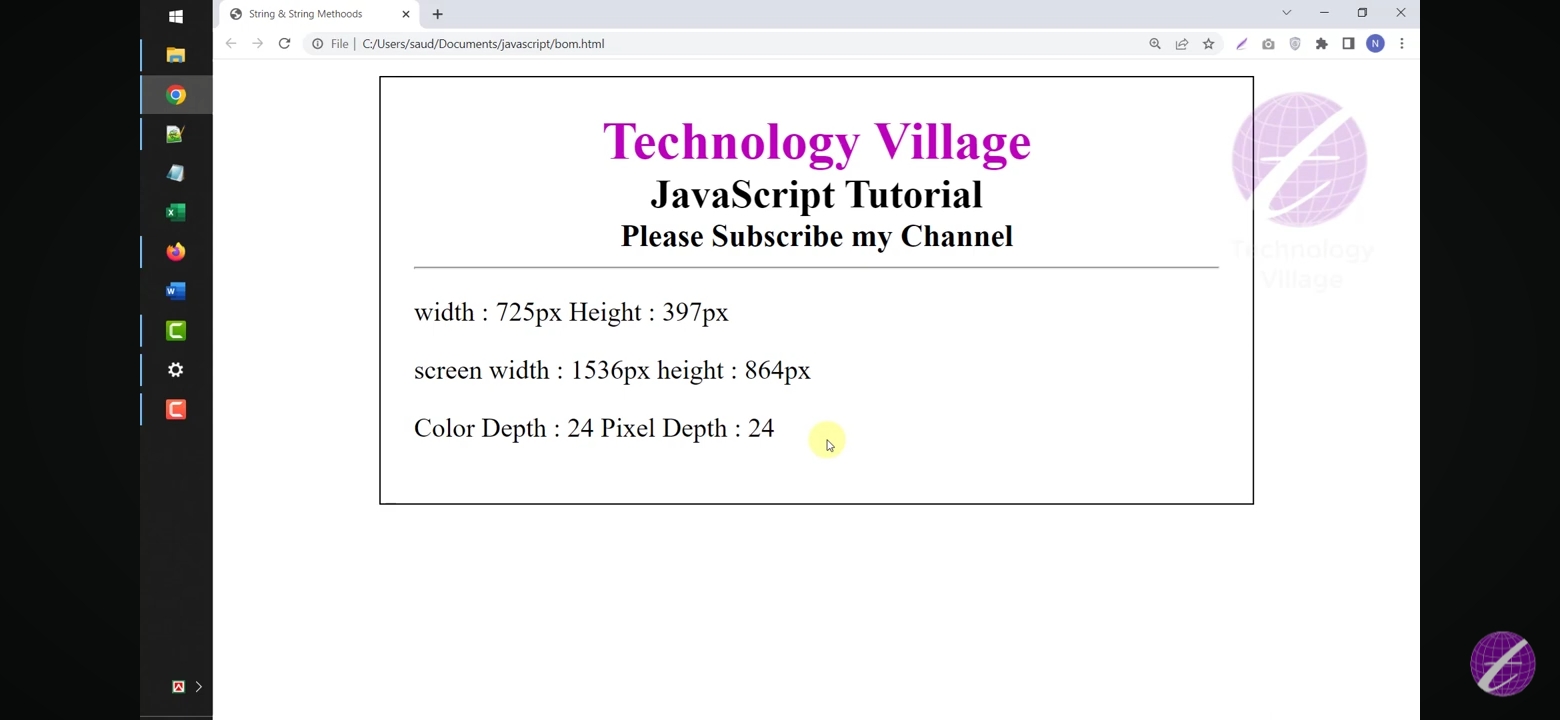 String & String Methoods
File
C:/Users/saud/Documents/javascript/bom.html
N
Technology Village
JavaScript Tutorial
Please Subscribe my Channel
Technology
Village
width : 725px Height : 397px
screen width : 1536px height : 864px
Color Depth : 24 Pixel Depth : 24